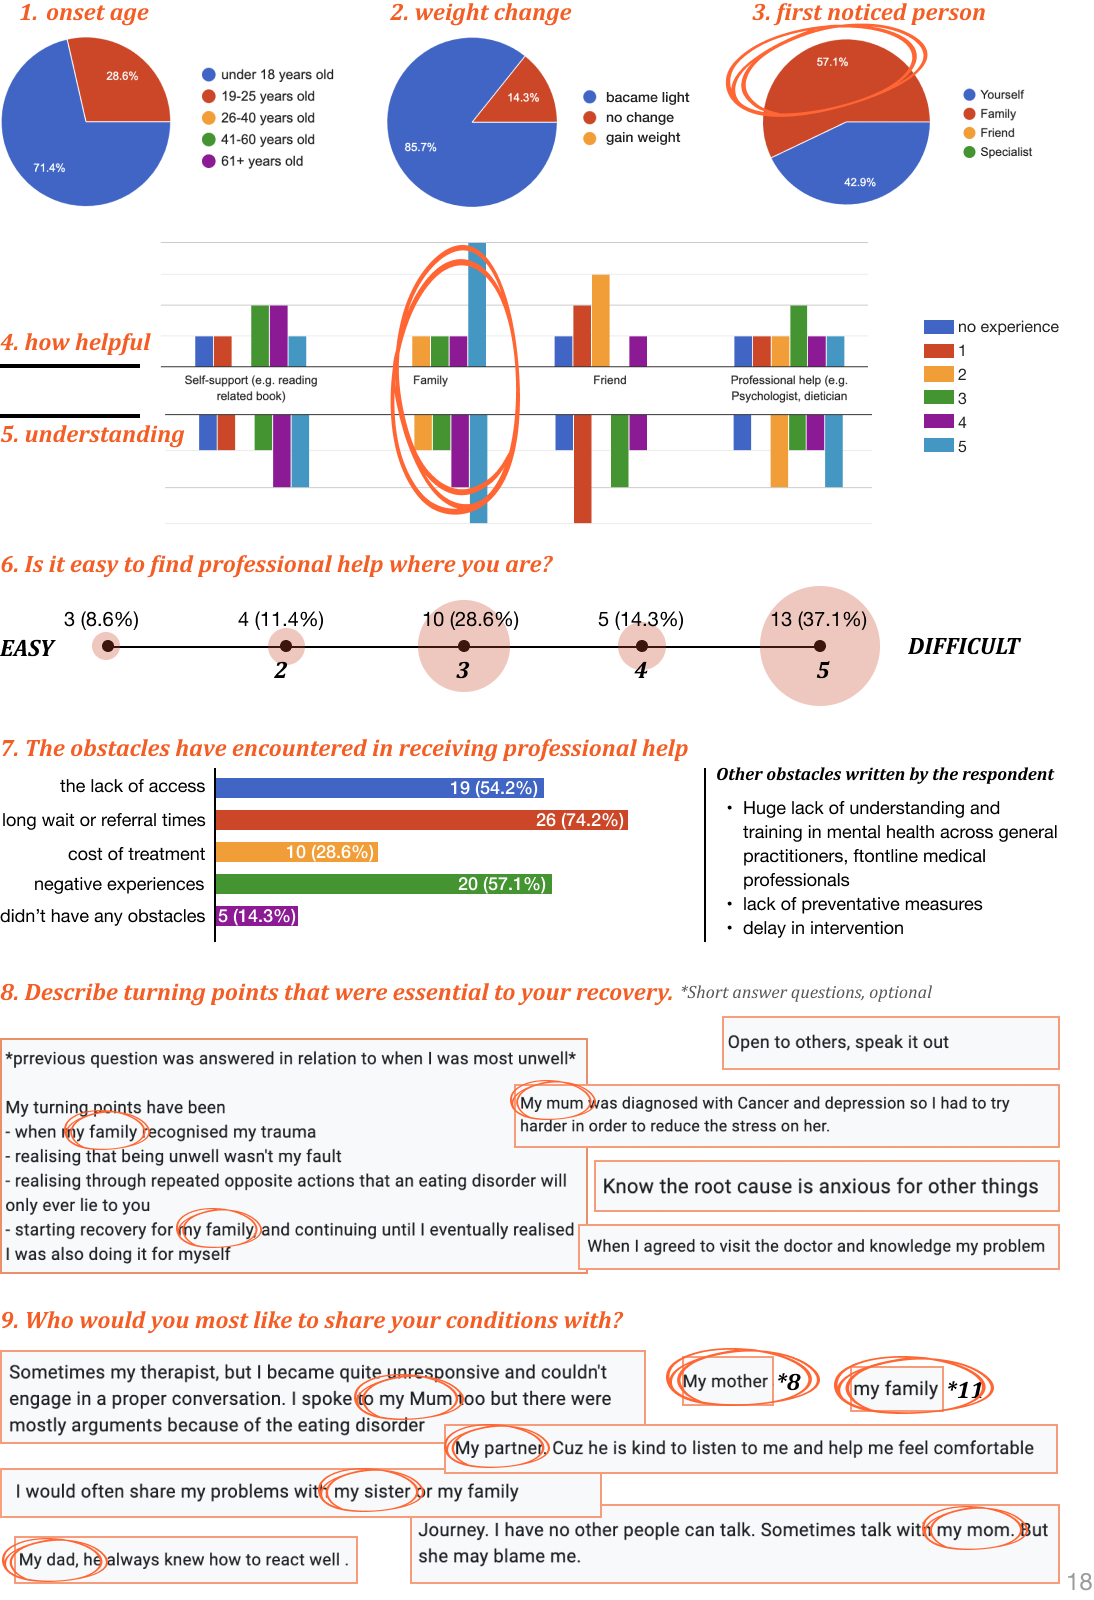 1. onset age
2. weight change
3. first noticed person
28.6%
71.4%
under 18 years old
19-25 years old
26-40 years old
41-60 years old
61+ years old
14.3%
85.7%
bacame light
no change
gain weight
57.1%
42.9%
Yourself
Family
Friend
Specialist
4. how helpful
Self-support (e.g. reading
related book)
Family
Friend
Professional help (e.g.
Psychologist, dietician
5. understanding
no experience
1
2
3
4
5
6. Is it easy to find professional help where you are?
3 (8.6%)
4 (11.4%)
10 (28.6%)
5 (14.3%)
13 (37.1%)
EASY
DIFFICULT
2
3
4
5
7. The obstacles have encountered in receiving professional help
the lack of access
19 (54.2%)
long wait or referral times
26 (74.2%)
cost of treatment
10 (28.6%)
negative experiences
20 (57.1%)
didn't have any obstacles
5 (14.3%)
Other obstacles written by the respondent
• Huge lack of understanding and
training in mental health across general
practitioners, ftontline medical
professionals
• lack of preventative measures
• delay in intervention
8. Describe turning points that were essential to your recovery. *Short answer questions, optional
*prrevious question was answered in relation to when I was most unwell*
My turning points have been
- when my family recognised my trauma
- realising that being unwell wasn't my fault
- realising through repeated opposite actions that an eating disorder will
only ever lie to you
- starting recovery for my family, and continuing until I eventually realised
I was also doing it for myself
Open to others, speak it out
My mum was diagnosed with Cancer and depression so I had to try
harder in order to reduce the stress on her.
Know the root cause is anxious for other things
When I agreed to visit the doctor and knowledge my problem
9. Who would you most like to share your conditions with?
Sometimes my therapist, but I became quite unresponsive and couldn't
engage in a proper conversation. I spoke to my Mum too but there were
mostly arguments because of the eating disorder
My mother *8
my family *11
My partner. Cuz he is kind to listen to me and help me feel comfortable
I would often share my problems with my sister or my family
Journey. I have no other people can talk. Sometimes talk with my mom. But
she may blame me.
My dad, he always knew how to react well .
18